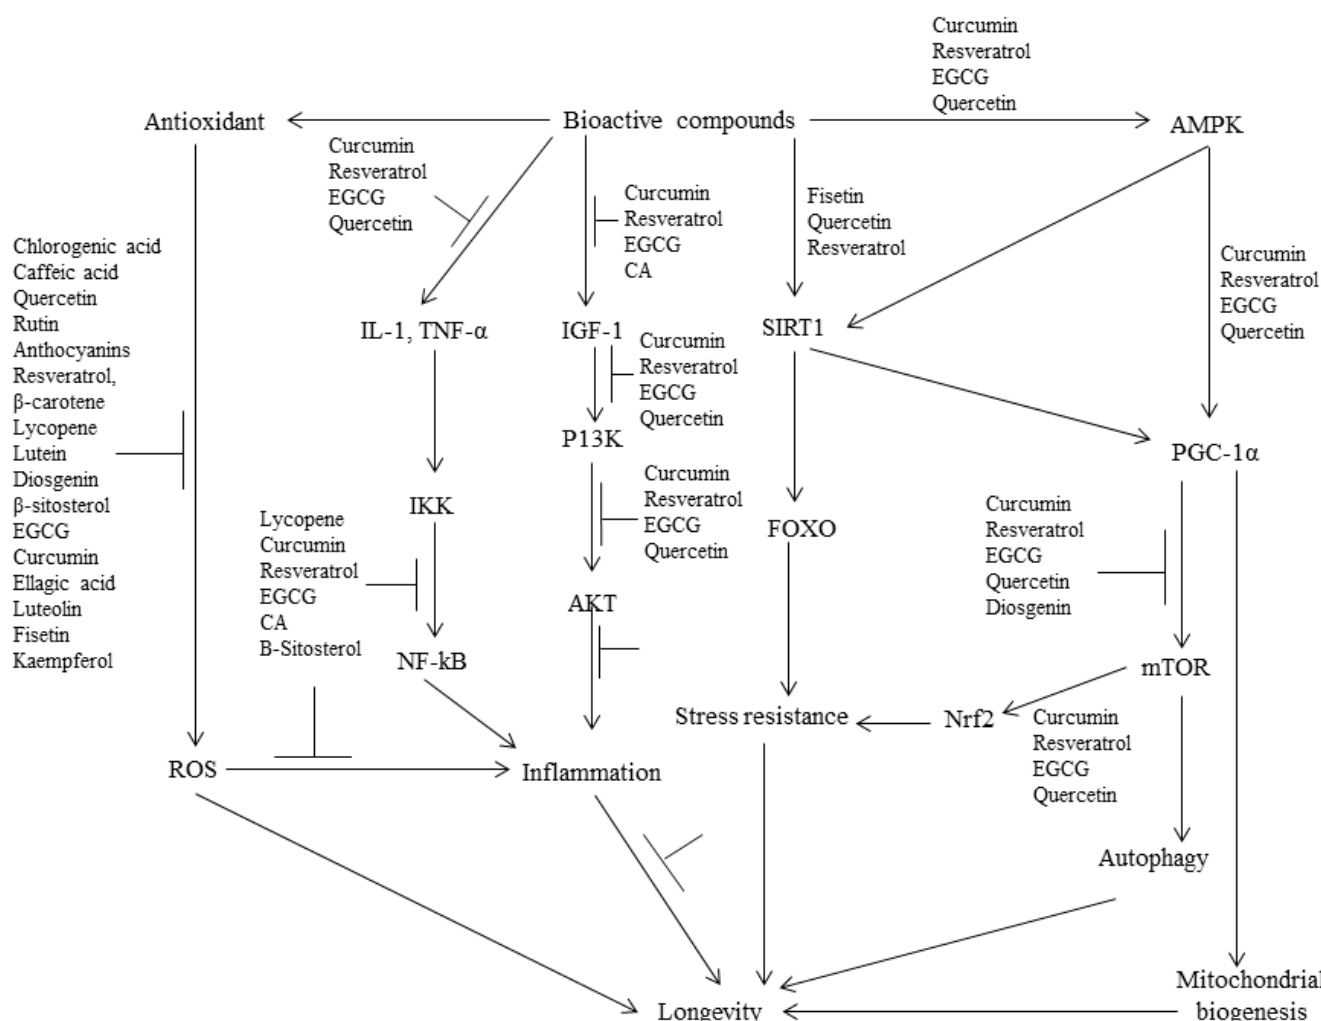 Curcumin
Resveratrol
EGCG
Quercetin
Antioxidant
Bioactive compounds
AMPK
Curcumin
Resveratrol
EGCG
Quercetin
Curcumin
Resveratrol
EGCG
CA
Fisetin
Quercetin
Resveratrol
Chlorogenic acid
Caffeic acid
Quercetin
Rutin
Anthocyanins
Resveratrol,
β-carotene
Lycopene
Lutein
Diosgenin
β-sitosterol
EGCG
Curcumin
Ellagic acid
Luteolin
Fisetin
Kaempferol
Curcumin
Resveratrol
EGCG
Quercetin
IL-1, TNF-α
IGF-1
SIRT1
Curcumin
Resveratrol
EGCG
Quercetin
P13K
PGC-1α
Curcumin
Resveratrol
EGCG
Quercetin
IKK
FOXO
Lycopene
Curcumin
Resveratrol
EGCG
CA
B-Sitosterol
Curcumin
Resveratrol
EGCG
Quercetin
Diosgenin
AKT
NF-kB
mTOR
Stress resistance
Nrf2
Curcumin
Resveratrol
EGCG
Quercetin
ROS
Inflammation
Autophagy
Mitochondrial
biogenesis
Longevity